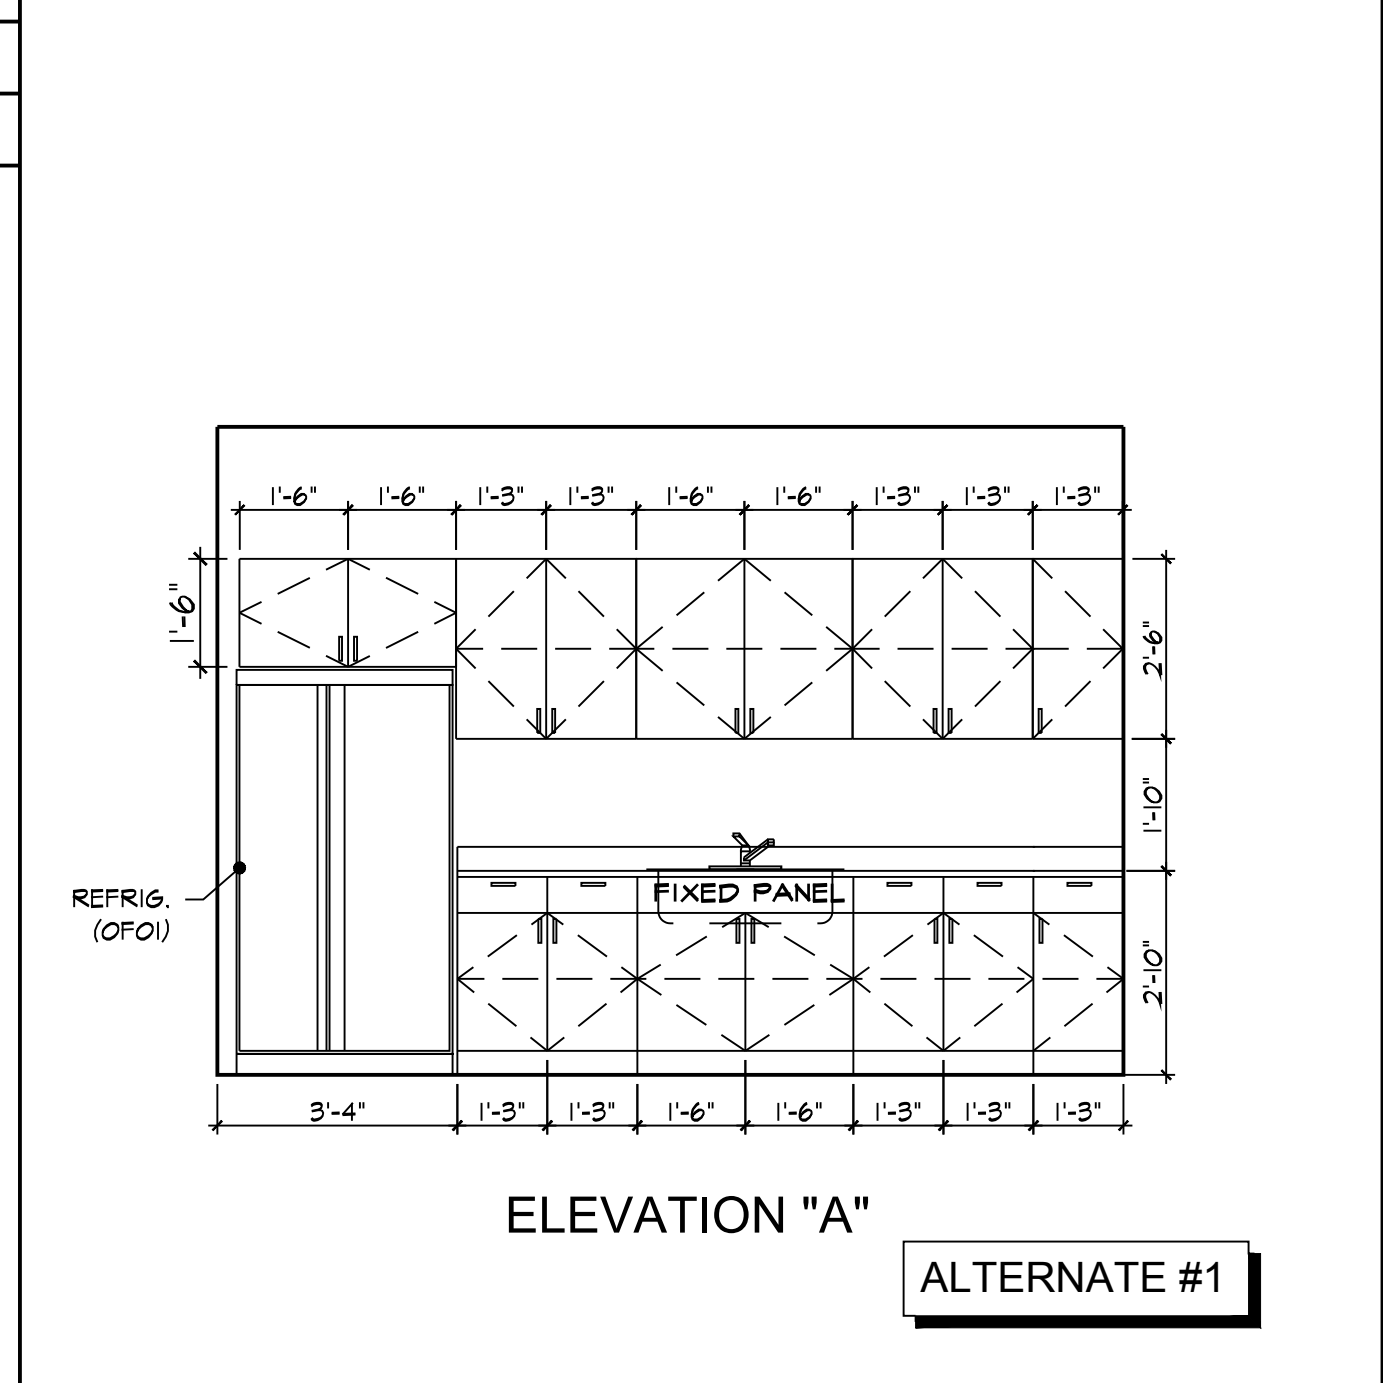 1'-6" 1'-6" 1'-3" 1'-3" 1'-6" 1'-6" 1'-3" 1'-3" 1'-3"
1'-6"
2'-6"
1'-10"
REFRIG.
(OFOI)
FIXED PANEL
2'-10"
3'-4" 1'-3" 1'-3" 1'-6" 1'-6" 1'-3" 1'-3" 1'-3"
ELEVATION "A"
ALTERNATE #1